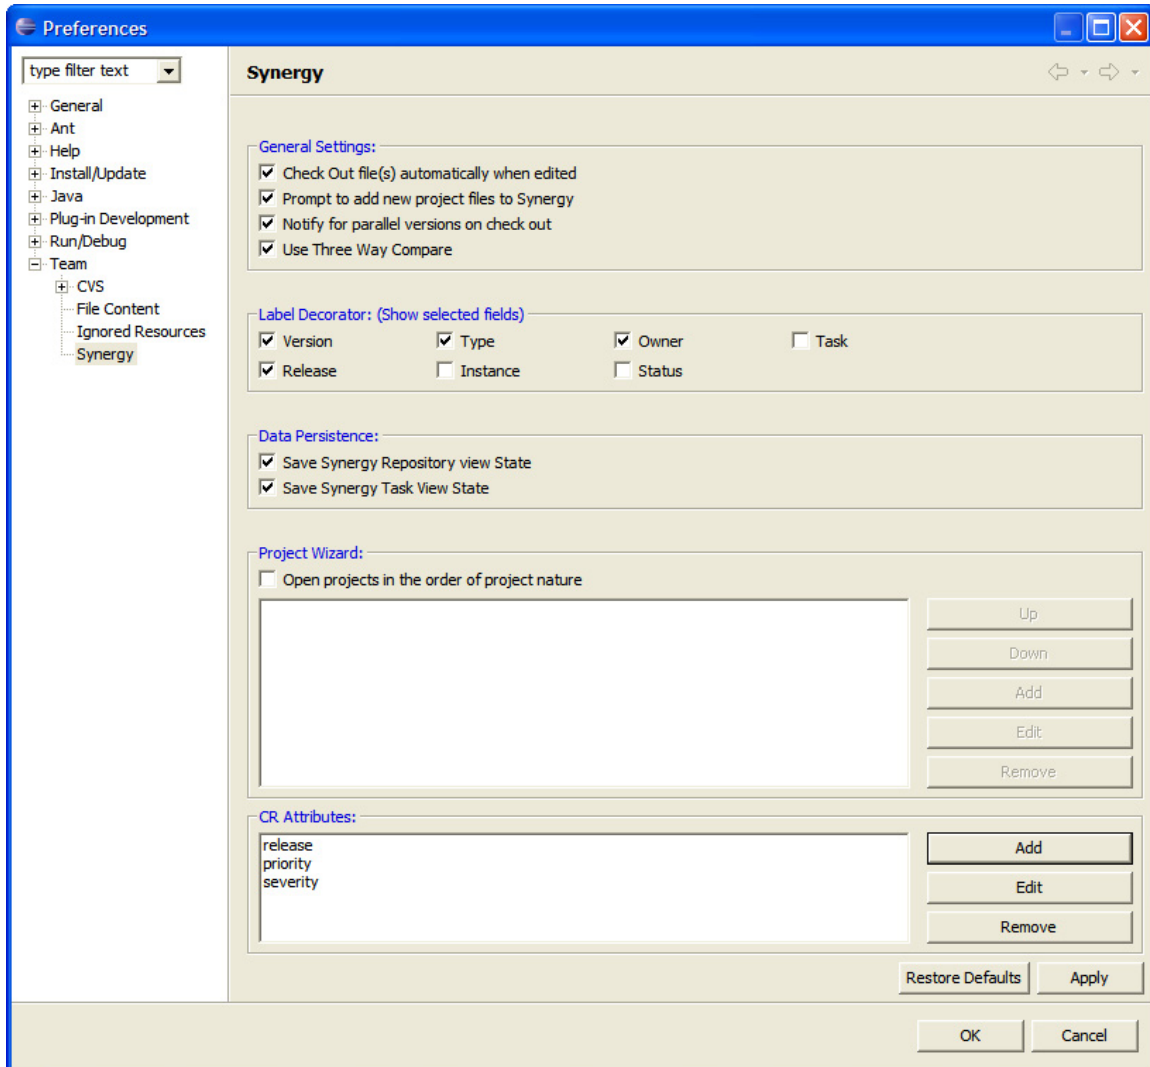 Preferences
type filter text
General
Ant
Help
Install/Update
Java
Plug-in Development
Run/Debug
Team
CVS
File Content
Ignored Resources
Synergy
Synergy
General Settings:
Check Out file(s) automatically when edited
Prompt to add new project files to Synergy
Notify for parallel versions on check out
Use Three Way Compare
Label Decorator: (Show selected fields)
Version Type Owner Task
Release Instance Status
Data Persistence:
Save Synergy Repository view State
Save Synergy Task View State
Project Wizard:
Open projects in the order of project nature
Up
Down
Add
Edit
Remove
CR Attributes:
release
priority
severity
Add
Edit
Remove
Restore Defaults Apply
OK Cancel